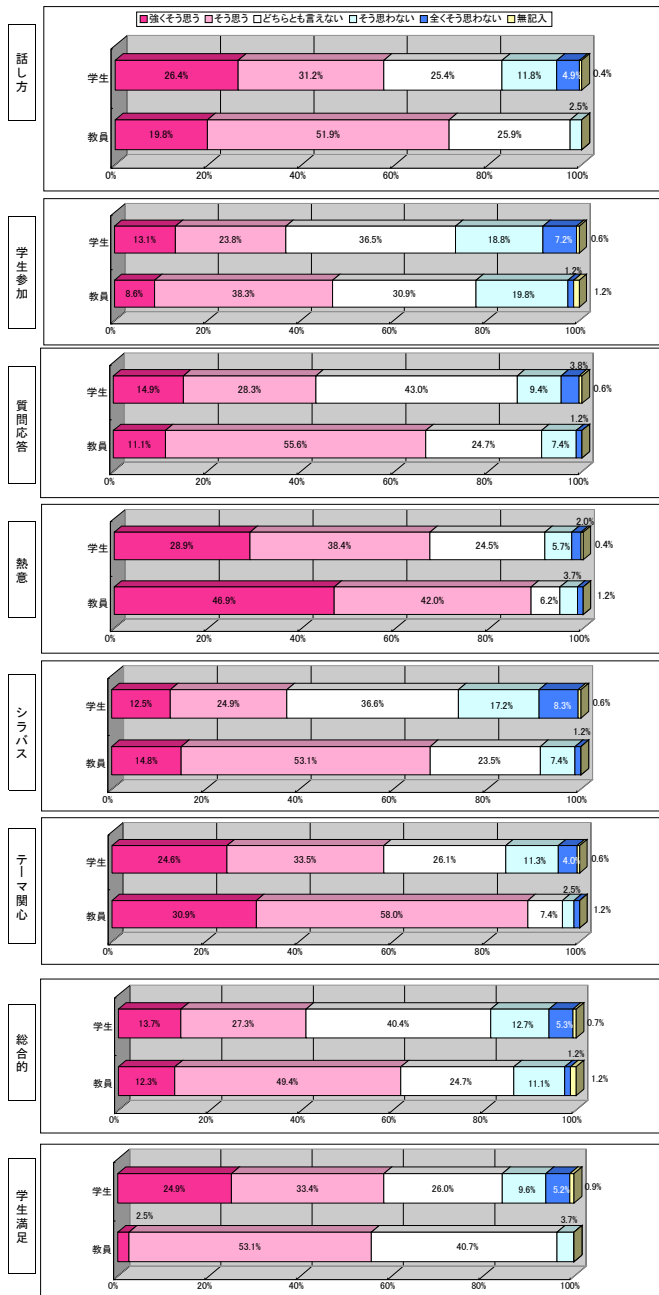 強くそう思う そう思う どちらとも言えない そう思わない 全くそう思わない 無記入
話し方
学生 26.4% 31.2% 25.4% 11.8% 4.9% 0.4%
2.5%
教員 19.8% 51.9% 25.9%
0% 20% 40% 60% 80% 100%
学生参加
学生 13.1% 23.8% 36.5% 18.8% 7.2% 0.6%
1.2%
教員 8.6% 38.3% 30.9% 19.8% 1.2%
0% 20% 40% 60% 80% 100%
質問応答
3.8%
学生 14.9% 28.3% 43.0% 9.4% 0.6%
1.2%
教員 11.1% 55.6% 24.7% 7.4%
0% 20% 40% 60% 80% 100%
熱意
2.0%
学生 28.9% 38.4% 24.5% 5.7% 0.4%
3.7%
教員 46.9% 42.0% 6.2% 1.2%
0% 20% 40% 60% 80% 100%
シラバス
学生 12.5% 24.9% 36.6% 17.2% 8.3% 0.6%
1.2%
教員 14.8% 53.1% 23.5% 7.4%
0% 20% 40% 60% 80% 100%
テーマ関心
学生 24.6% 33.5% 26.1% 11.3% 4.0% 0.6%
2.5%
教員 30.9% 58.0% 7.4% 1.2%
0% 20% 40% 60% 80% 100%
総合的
学生 13.7% 27.3% 40.4% 12.7% 5.3% 0.7%
1.2%
教員 12.3% 49.4% 24.7% 11.1% 1.2%
0% 20% 40% 60% 80% 100%
学生満足
学生 24.9% 33.4% 26.0% 9.6% 5.2% 0.9%
2.5% 3.7%
教員 53.1% 40.7%
0% 20% 40% 60% 80% 100%